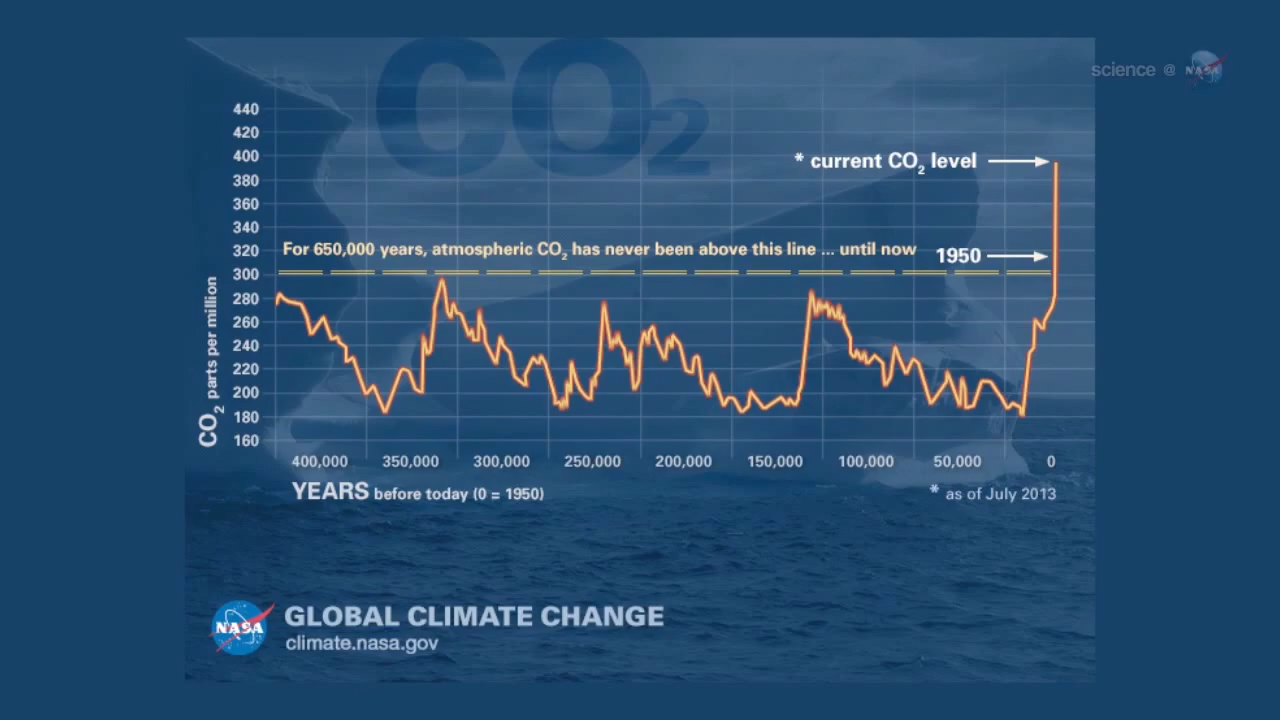 CO2
science @ NASA
440
420
400
* current CO2 level
380
360
340
For 650,000 years, atmospheric CO2 has never been above this line ... until now
320
1950
300
280
260
240
220
200
180
160
CO2 parts per million
400,000 350,000 300,000 250,000 200,000 150,000 100,000 50,000 0
YEARS before today (0 = 1950)
* as of July 2013
NASA
GLOBAL CLIMATE CHANGE
climate.nasa.gov